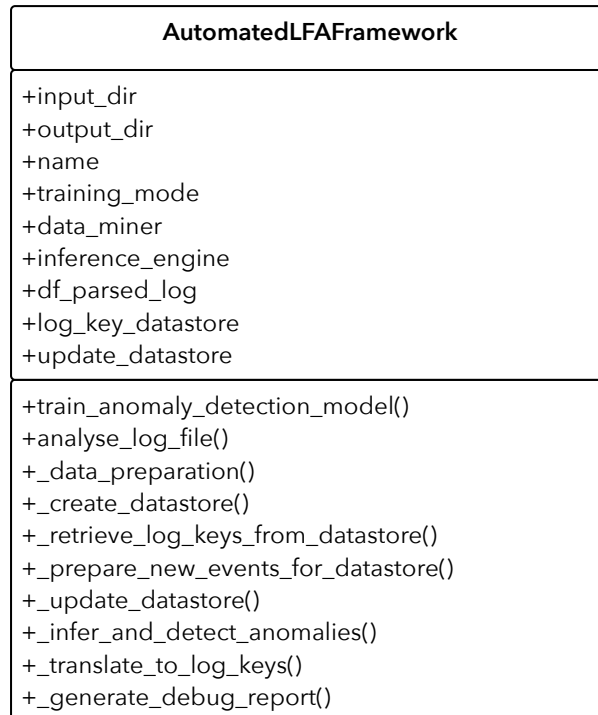 AutomatedLFAFramework
+input_dir
+output_dir
+name
+training_mode
+data_miner
+inference_engine
+df_parsed_log
+log_key_datastore
+update_datastore
+train_anomaly_detection_model()
+analyse_log_file()
+_data_preparation()
+_create_datastore()
+_retrieve_log_keys_from_datastore()
+_prepare_new_events_for_datastore()
+_update_datastore()
+_infer_and_detect_anomalies()
+_translate_to_log_keys()
+_generate_debug_report()